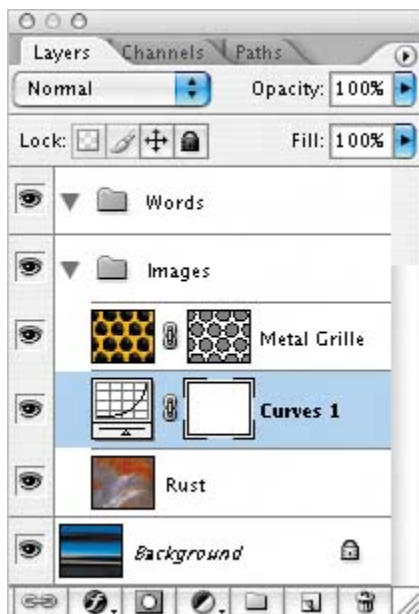 Layers Channels Paths
Normal Opacity: 100%
Lock: Fill: 100%
Words
Images
Metal Grille
Curves 1
Rust
Background